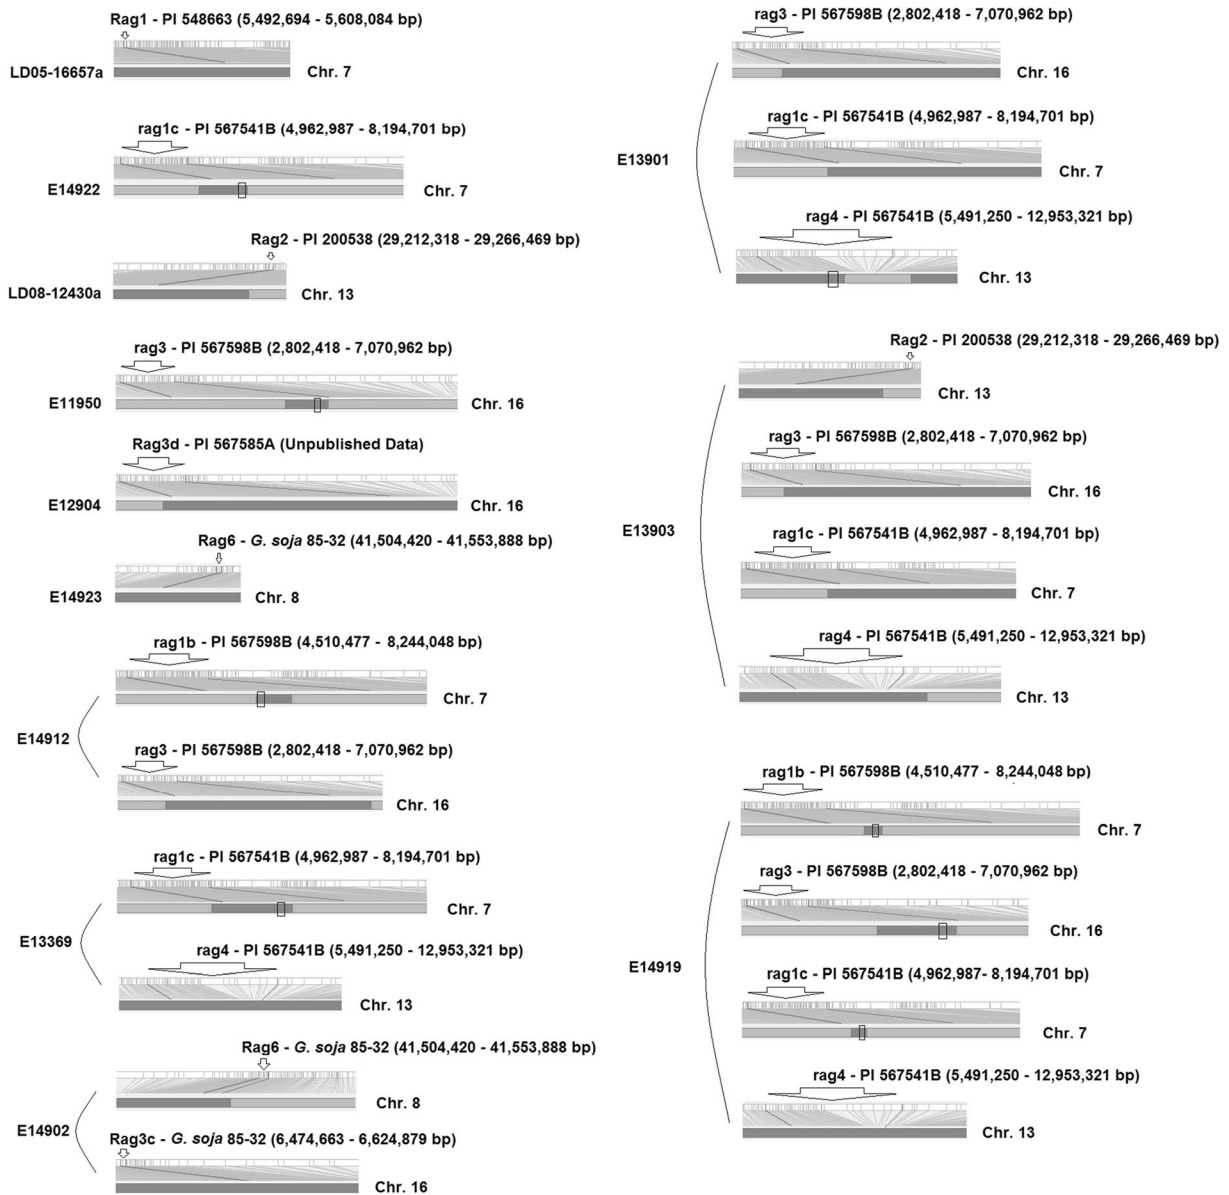 Rag1 - PI 548663 (5,492,694 - 5,608,084 bp)
LD05-16657a
Chr. 7
rag1c - PI 567541B (4,962,987 - 8,194,701 bp)
E14922
Chr. 7
Rag2 - PI 200538 (29,212,318 - 29,266,469 bp)
LD08-12430a
Chr. 13
rag3 - PI 567598B (2,802,418 - 7,070,962 bp)
E11950
Chr. 16
Rag3d - PI 567585A (Unpublished Data)
E12904
Chr. 16
Rag6 - G. soja 85-32 (41,504,420 - 41,553,888 bp)
E14923
Chr. 8
rag1b - PI 567598B (4,510,477 - 8,244,048 bp)
Chr. 7
E14912
rag3 - PI 567598B (2,802,418 - 7,070,962 bp)
Chr. 16
rag1c - PI 567541B (4,962,987 - 8,194,701 bp)
Chr. 7
E13369
rag4 - PI 567541B (5,491,250 - 12,953,321 bp)
Chr. 13
Rag6 - G. soja 85-32 (41,504,420 - 41,553,888 bp)
Chr. 8
E14902
Rag3c - G. soja 85-32 (6,474,663 - 6,624,879 bp)
Chr. 16
rag3 - PI 567598B (2,802,418 - 7,070,962 bp)
Chr. 16
rag1c - PI 567541B (4,962,987 - 8,194,701 bp)
E13901
Chr. 7
rag4 - PI 567541B (5,491,250 - 12,953,321 bp)
Chr. 13
Rag2 - PI 200538 (29,212,318 - 29,266,469 bp)
Chr. 13
rag3 - PI 567598B (2,802,418 - 7,070,962 bp)
Chr. 16
E13903
rag1c - PI 567541B (4,962,987 - 8,194,701 bp)
Chr. 7
rag4 - PI 567541B (5,491,250 - 12,953,321 bp)
Chr. 13
rag1b - PI 567598B (4,510,477 - 8,244,048 bp)
Chr. 7
rag3 - PI 567598B (2,802,418 - 7,070,962 bp)
Chr. 16
E14919
rag1c - PI 567541B (4,962,987- 8,194,701 bp)
Chr. 7
rag4 - PI 567541B (5,491,250 - 12,953,321 bp)
Chr. 13